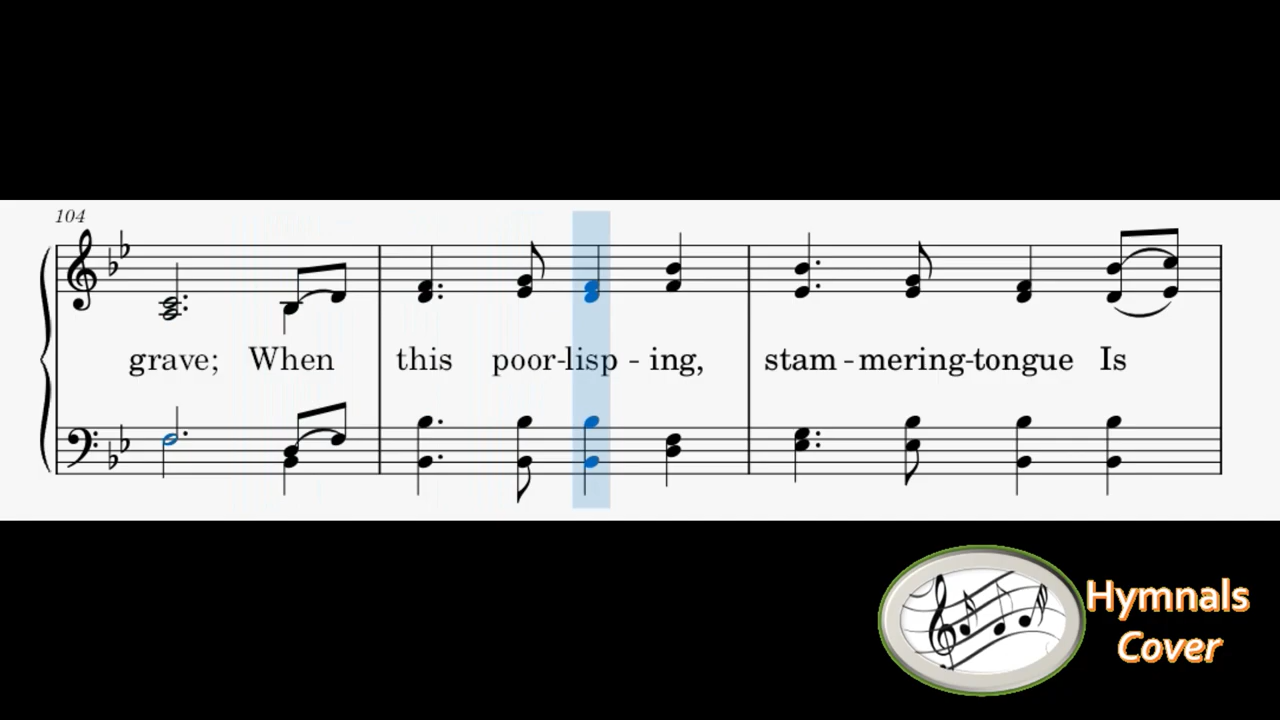 104
grave; When this poor-lisp - ing, stam - mering-tongue Is
Hymnals
Cover